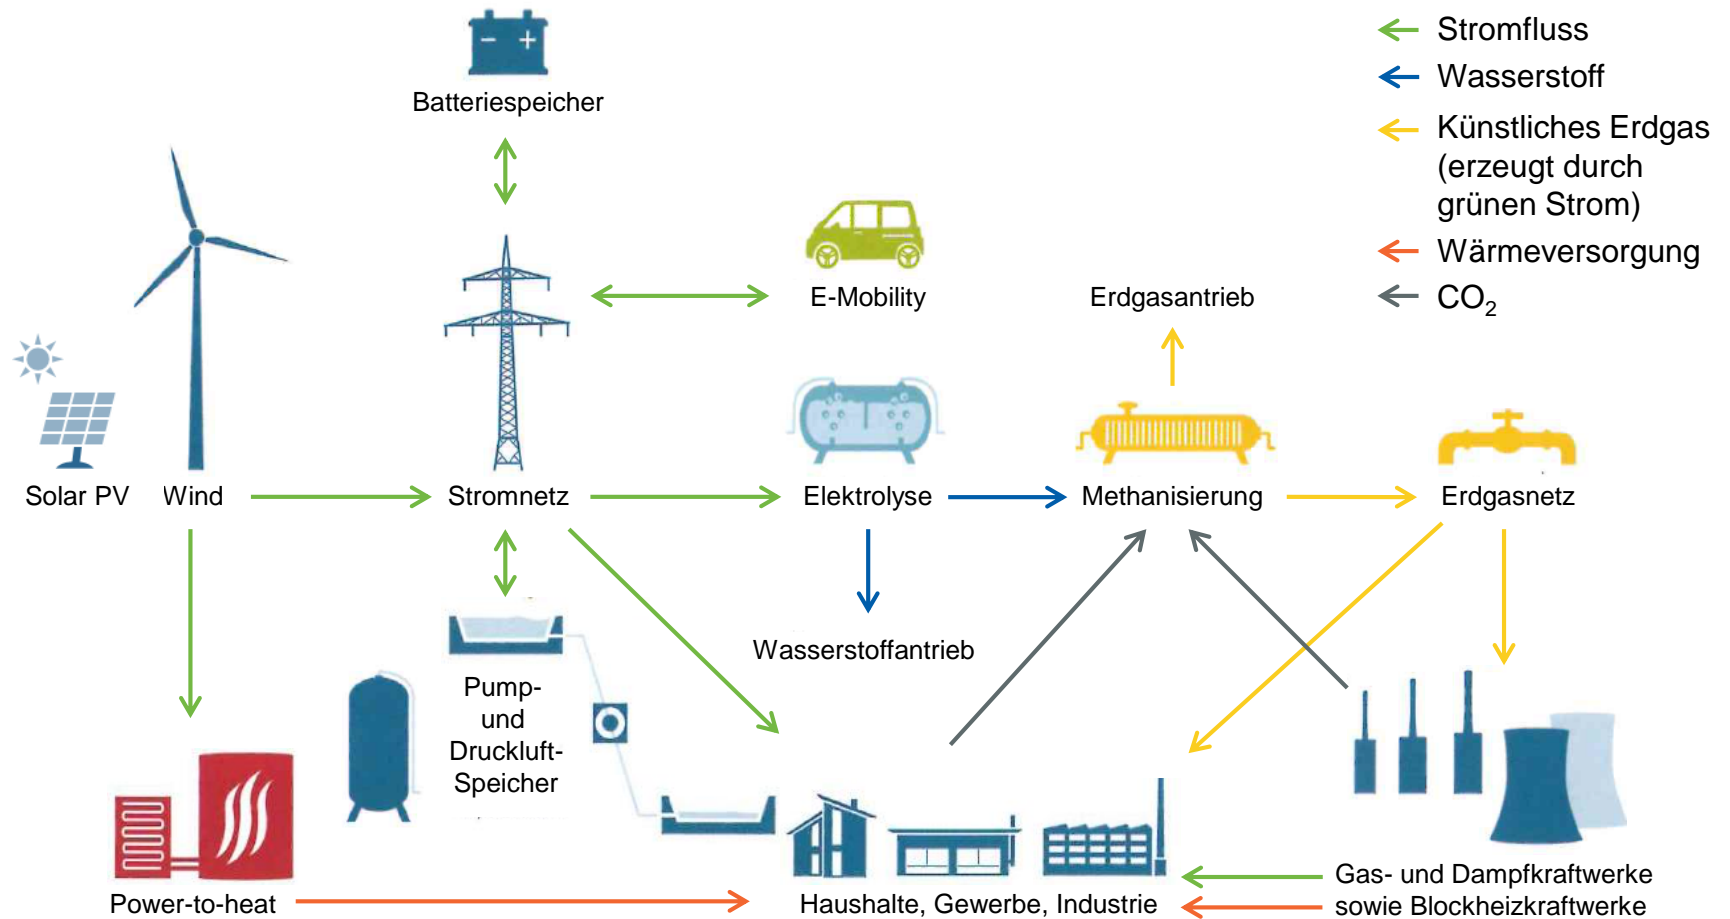 Stromfluss
Wasserstoff
Künstliches Erdgas
(erzeugt durch
grünen Strom)
Wärmeversorgung
CO₂
Batteriespeicher
E-Mobility
Erdgasantrieb
Solar PV
Wind
Stromnetz
Elektrolyse
Methanisierung
Erdgasnetz
Wasserstoffantrieb
Pump-
und
Druckluft-
Speicher
Power-to-heat
Haushalte, Gewerbe, Industrie
Gas- und Dampfkraftwerke
sowie Blockheizkraftwerke